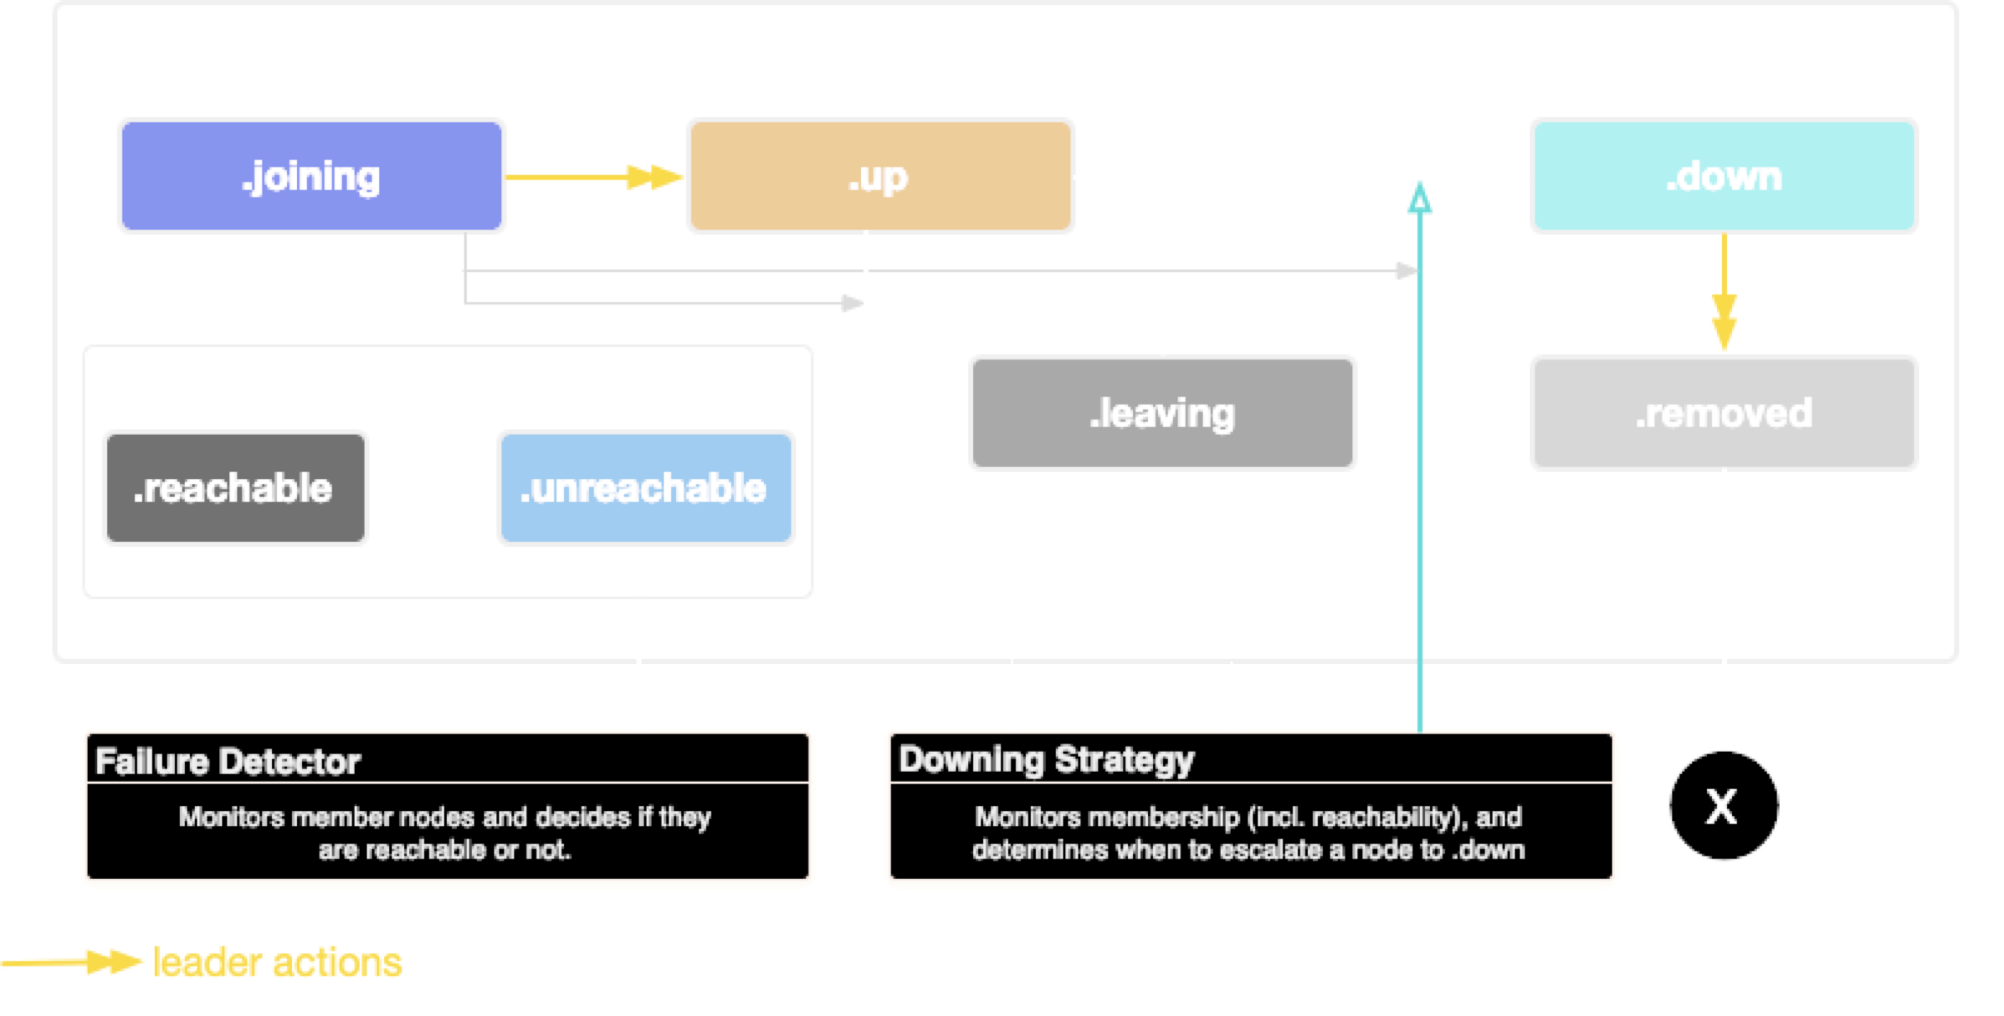 .joining
.up
.down
.leaving
.removed
.reachable
.unreachable
Failure Detector
Monitors member nodes and decides if they
are reachable or not.
Downing Strategy
Monitors membership (incl. reachability), and
determines when to escalate a node to .down
X
leader actions